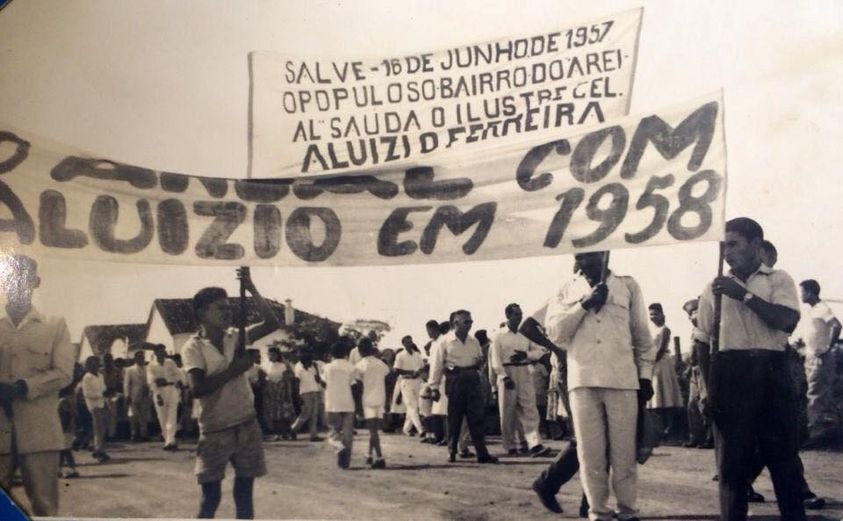 SALVE - 16 DE JUNHO. DE 1957
O POPULOSO BAIRRO. DO AREI-
AL SAUDA O ILUSTRE CEL.
ALUIZIO FERREIRA
COM
ALUIZIO EM 1958